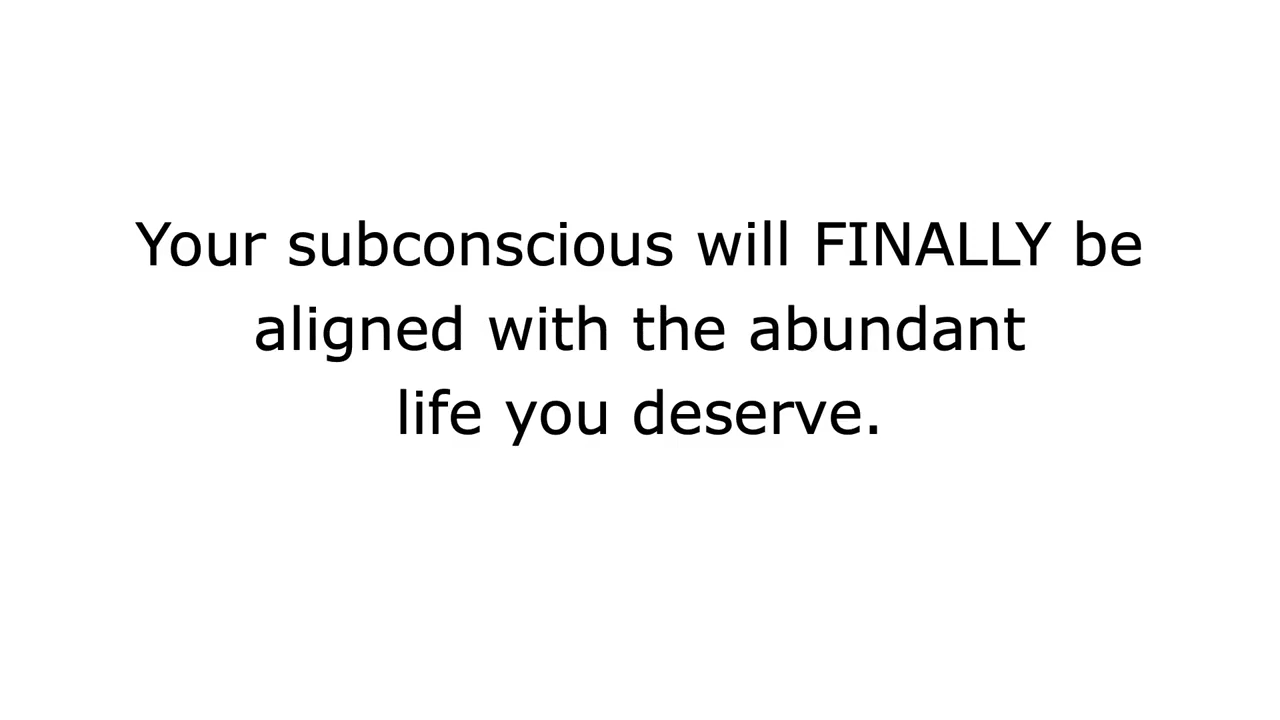 Your subconscious will FINALLY be
aligned with the abundant
life you deserve.